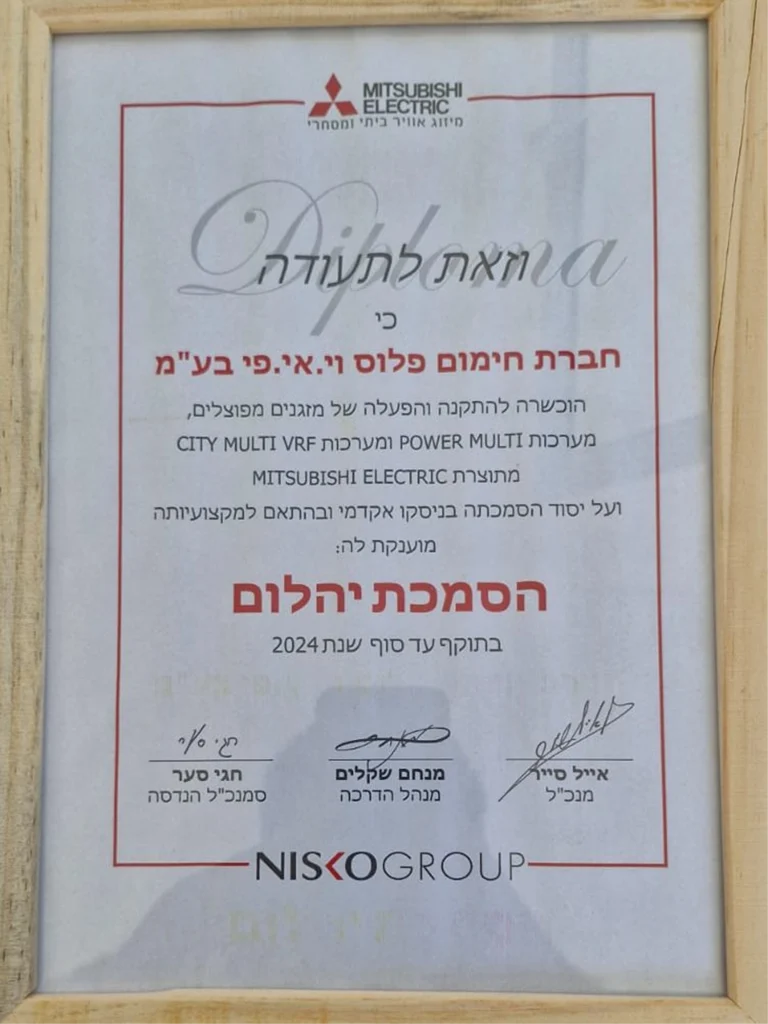 MITSUBISHI
ELECTRIC
מיזוג אוויר ביתי ומסחרי
Diploma
וזאת לתעודה
כי
חברת חימום פלוס וי.אי.פי בע"מ
הוכשרה להתקנה והפעלה של מזגנים מפוצלים,
מערכות POWER MULTI ומערכות CITY MULTI VRF
מתוצרת MITSUBISHI ELECTRIC
ועל יסוד הסמכתה בניסקו אקדמי ובהתאם למקצועיותה
מוענקת לה:
הסמכת יהלום
בתוקף עד סוף שנת 2024
חגי סער
אייל סייר
מנחם שקלים
חגי סער
מנכ"ל
מנהל הדרכה
סמנכ"ל הנדסה
NISKOGROUP